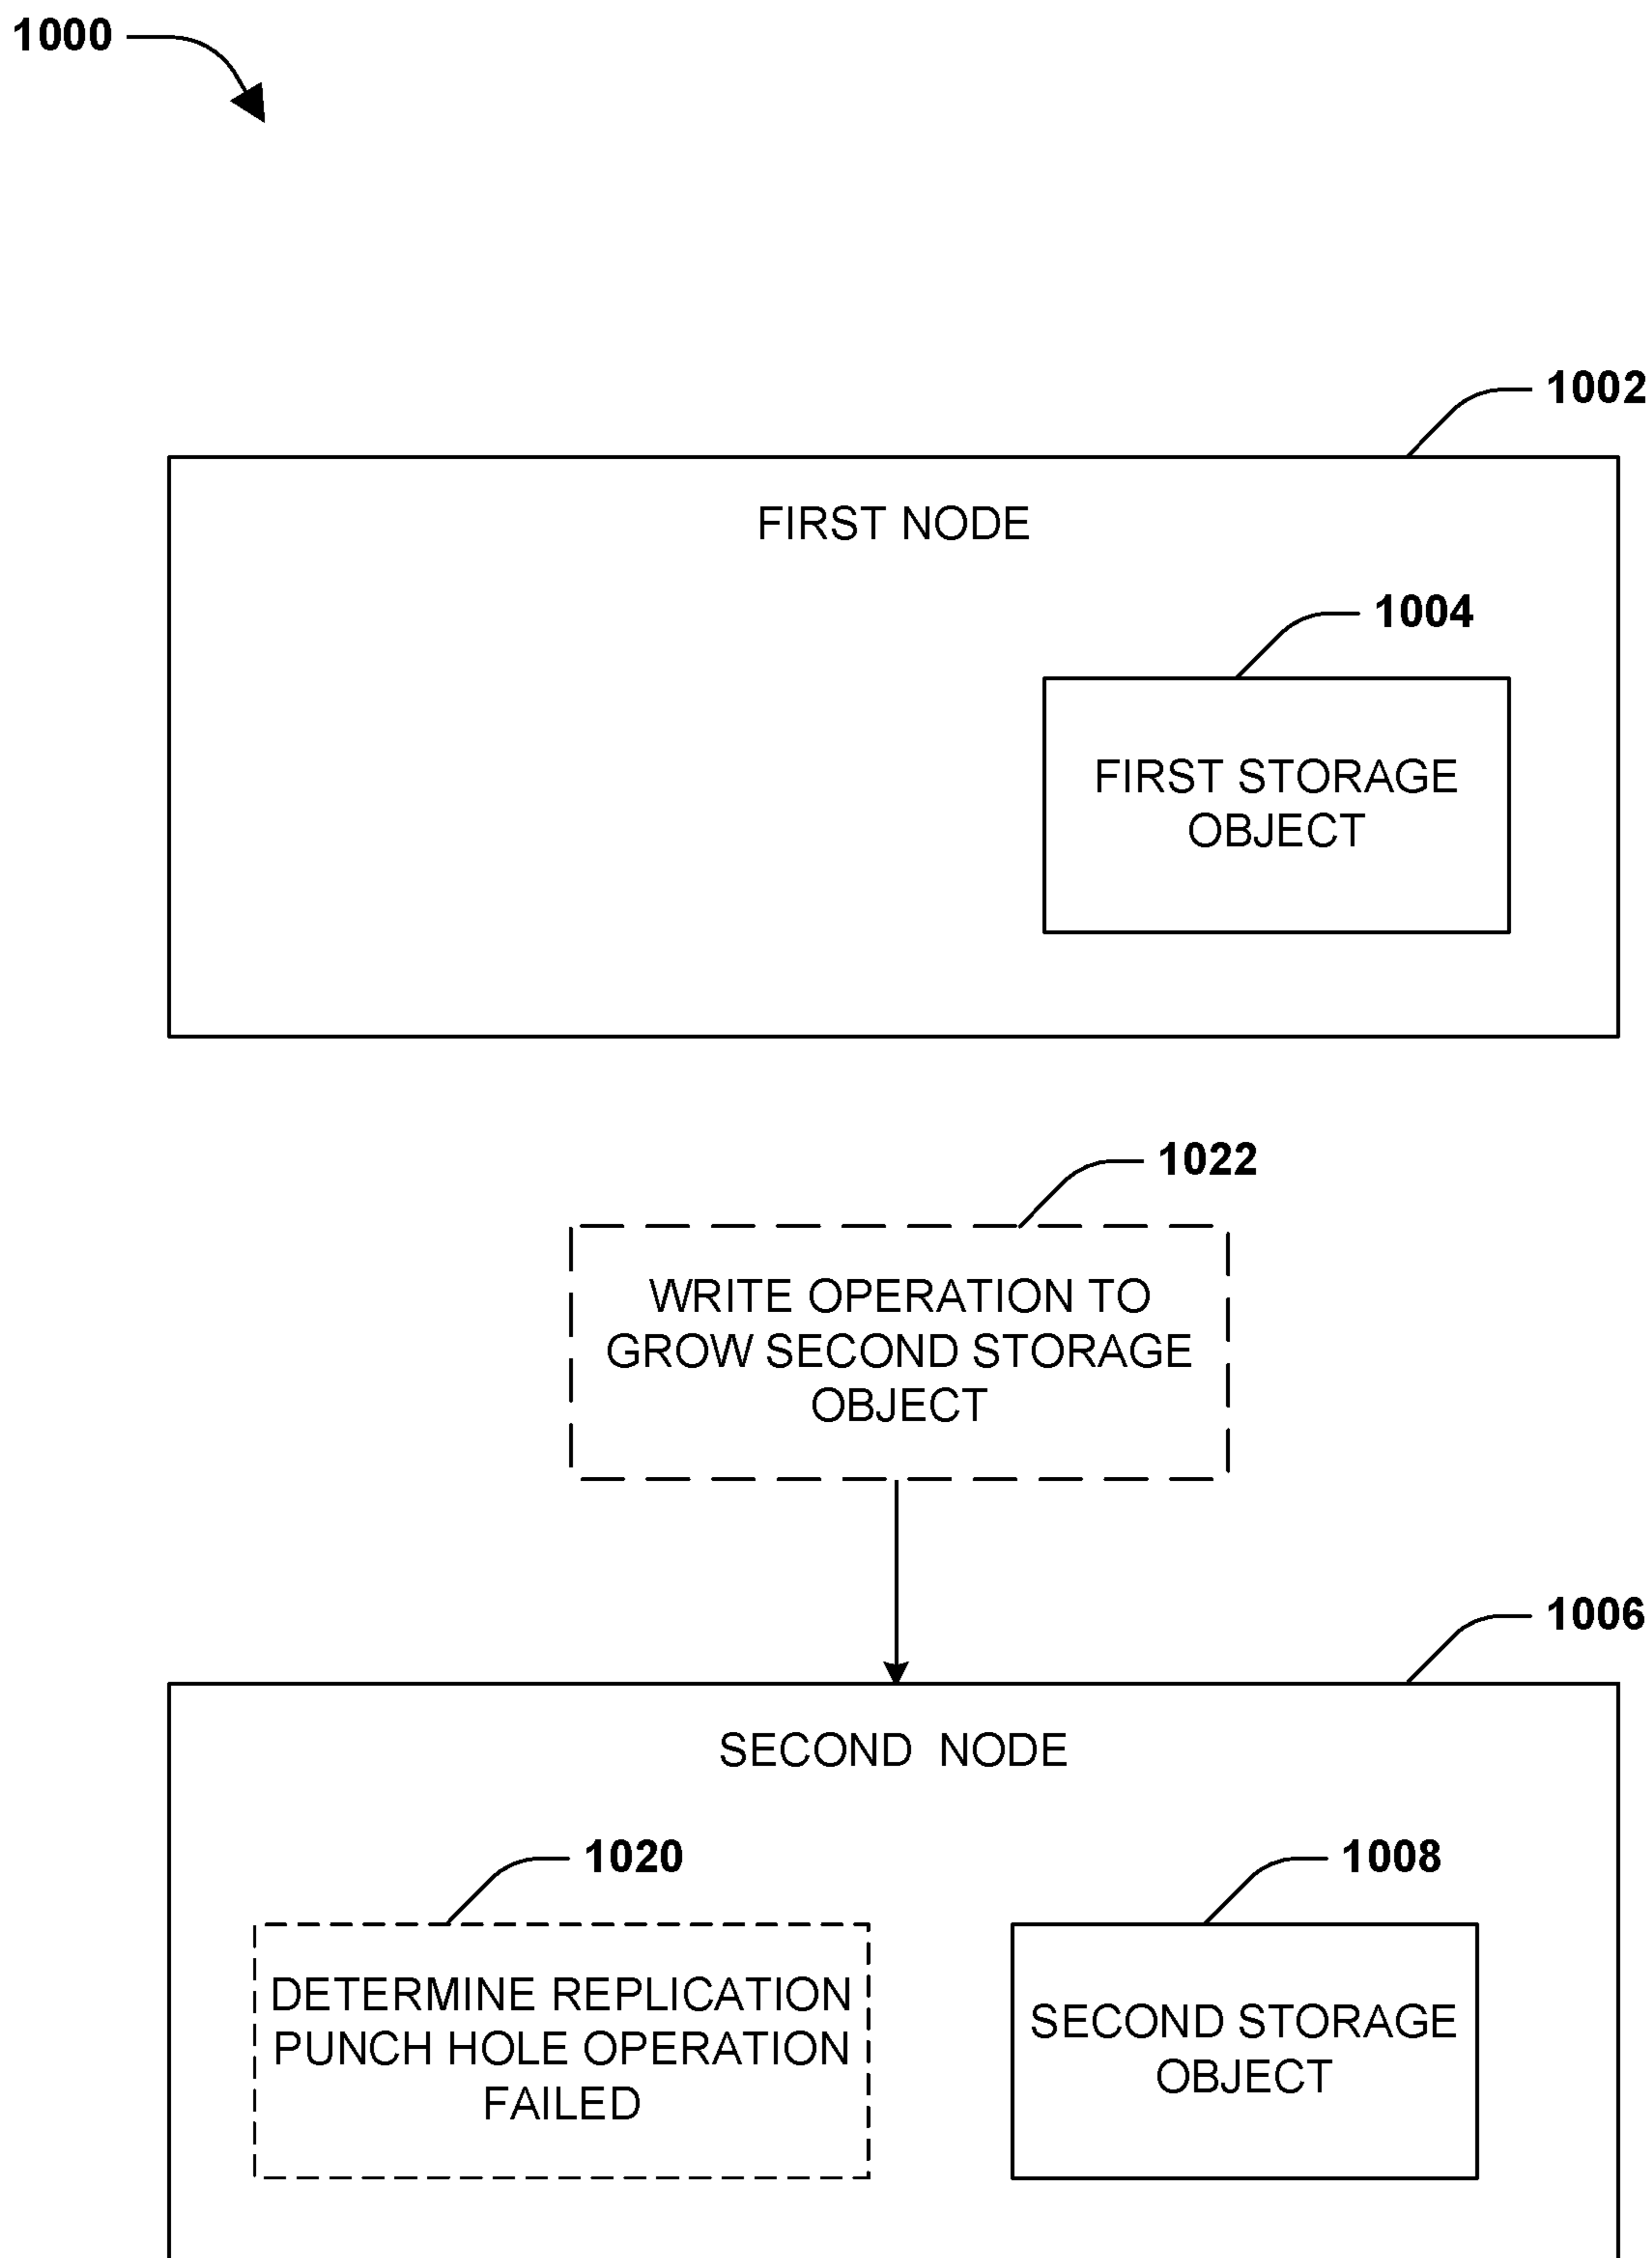 1000
1002
FIRST NODE
1004
FIRST STORAGE
OBJECT
1022
WRITE OPERATION TO
GROW SECOND STORAGE
OBJECT
1006
SECOND NODE
1020
1008
DETERMINE REPLICATION
PUNCH HOLE OPERATION
FAILED
SECOND STORAGE
OBJECT